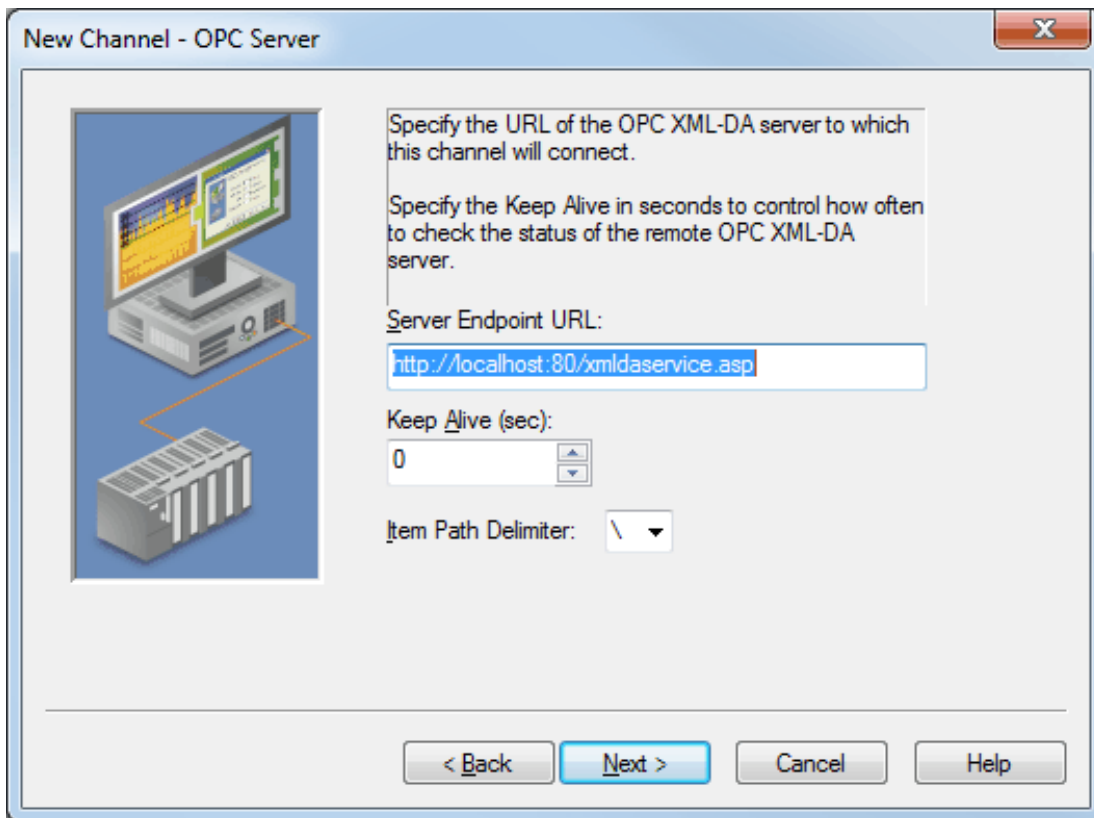 New Channel - OPC Server
Specify the URL of the OPC XML-DA server to which
this channel will connect.
Specify the Keep Alive in seconds to control how often
to check the status of the remote OPC XML-DA
server.
Server Endpoint URL:
http://localhost:80/xmldaservice.asp
Keep Alive (sec):
0
Item Path Delimiter: \
< Back Next > Cancel Help